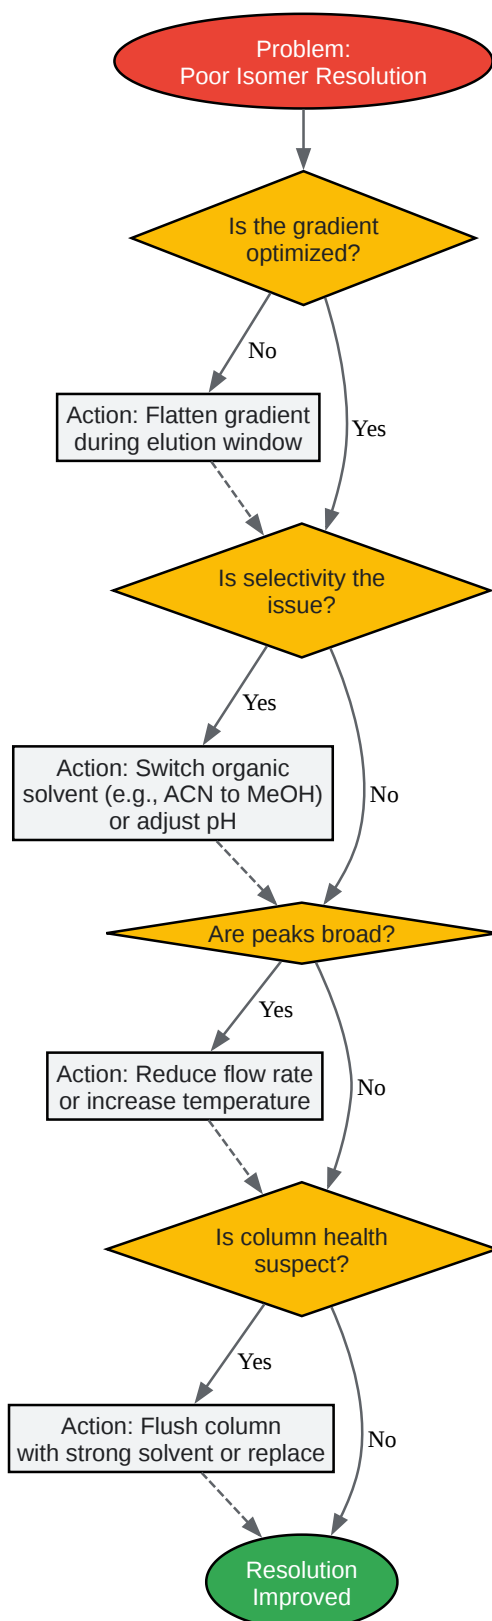 Problem:
Poor Isomer Resolution
Is the gradient
optimized?
No
Action: Flatten gradient
during elution window
Yes
Is selectivity the
issue?
Yes
Action: Switch organic
solvent (e.g., ACN to MeOH)
or adjust pH
No
Are peaks broad?
Yes
Action: Reduce flow rate
or increase temperature
No
Is column health
suspect?
Yes
Action: Flush column
with strong solvent or replace
No
Resolution
Improved